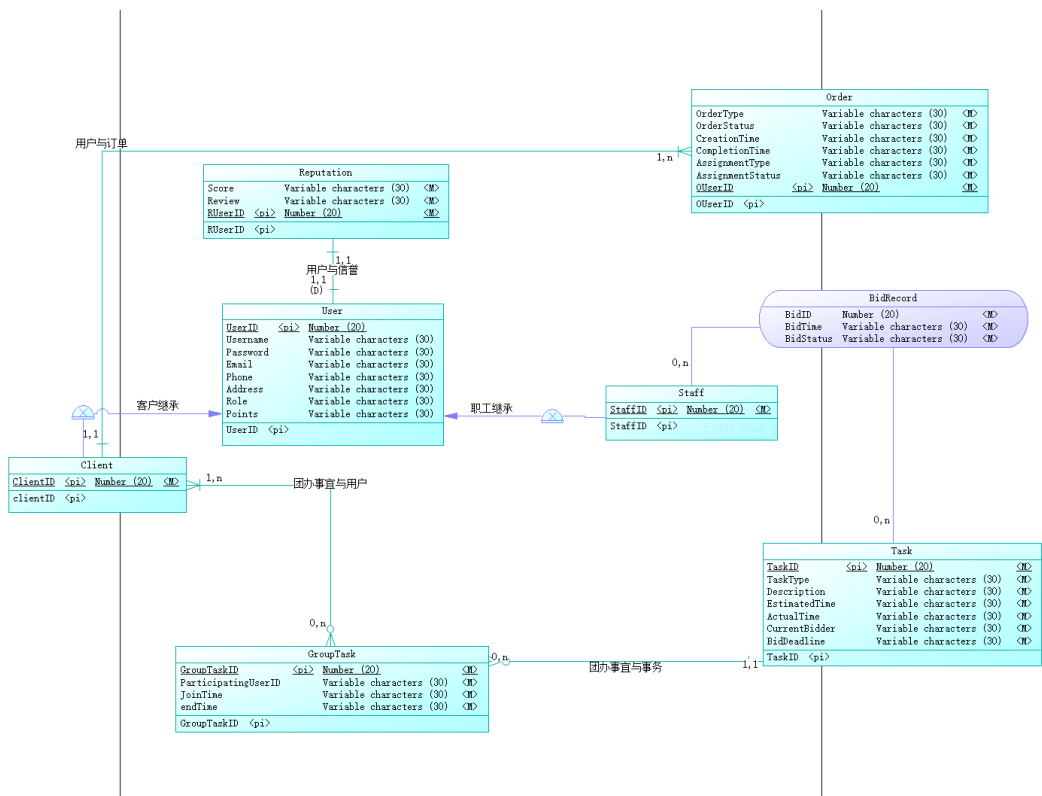 Order
OrderType Variable characters (30) <M>
OrderStatus Variable characters (30) <M>
CreationTime Variable characters (30) <M>
CompletionTime Variable characters (30) <M>
AssignmentType Variable characters (30) <M>
AssignmentStatus Variable characters (30) <M>
OUserID <pi> Number (20) <M>
OUserID <pi>
用户与订单
1,n
Reputation
Score Variable characters (30) <M>
Review Variable characters (30) <M>
RUserID <pi> Number (20) <M>
RUserID <pi>
1,1
用户与信誉
1,1
(D)
User
UserID <pi> Number (20)
Username Variable characters (30)
Password Variable characters (30)
Email Variable characters (30)
Phone Variable characters (30)
Address Variable characters (30)
Role Variable characters (30)
Points Variable characters (30)
UserID <pi>
BidRecord
BidID Number (20) <M>
BidTime Variable characters (30) <M>
BidStatus Variable characters (30) <M>
0,n
Staff
StaffID <pi> Number (20) <M>
StaffID <pi>
客户继承
职工继承
1,1
Client
ClientID <pi> Number (20) <M>
clientID <pi>
1,n
团办事宜与用户
0,n
Task
TaskID <pi> Number (20) <M>
TaskType Variable characters (30) <M>
Description Variable characters (30) <M>
EstimatedTime Variable characters (30) <M>
ActualTime Variable characters (30) <M>
CurrentBidder Variable characters (30) <M>
BidDeadline Variable characters (30) <M>
TaskID <pi>
0,n
GroupTask
GroupTaskID <pi> Number (20) <M>
ParticipatingUserID Variable characters (30) <M>
JoinTime Variable characters (30) <M>
endTime Variable characters (30) <M>
GroupTaskID <pi>
0,n
团办事宜与事务
1,1